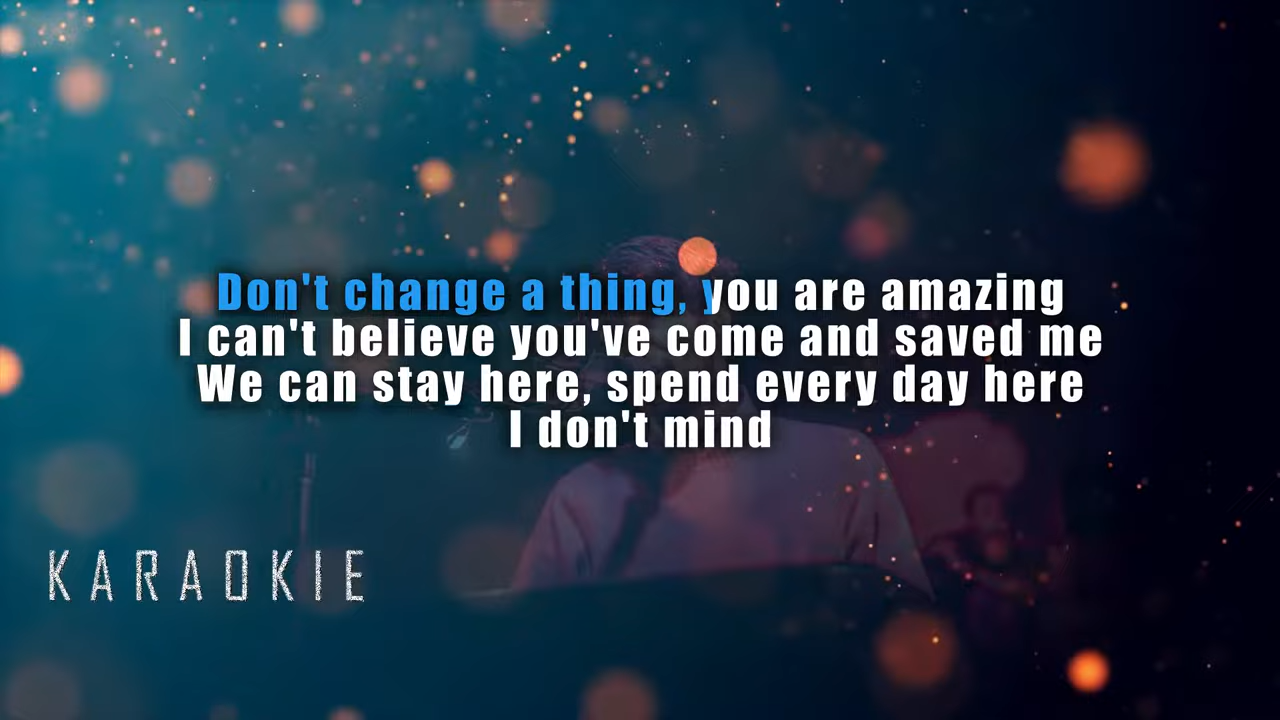 Don't change a thing, you are amazing
I can't believe you've come and saved me
We can stay here, spend every day here
I don't mind
KARAOKIE